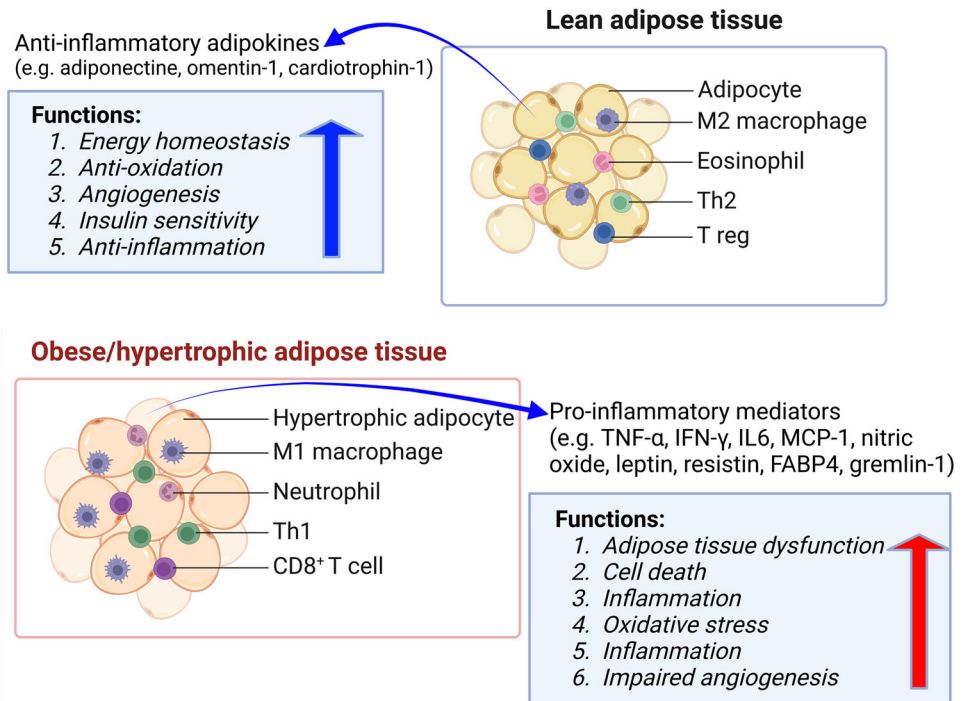 Lean adipose tissue
Anti-inflammatory adipokines
(e.g. adiponectine, omentin-1, cardiotrophin-1)
Functions:
1. Energy homeostasis
2. Anti-oxidation
3. Angiogenesis
4. Insulin sensitivity
5. Anti-inflammation
Adipocyte
M2 macrophage
Eosinophil
Th2
T reg
Obese/hypertrophic adipose tissue
Hypertrophic adipocyte
M1 macrophage
Neutrophil
Th1
CD8⁺ T cell
Pro-inflammatory mediators
(e.g. TNF-α, IFN-γ, IL6, MCP-1, nitric
oxide, leptin, resistin, FABP4, gremlin-1)
Functions:
1. Adipose tissue dysfunction
2. Cell death
3. Inflammation
4. Oxidative stress
5. Inflammation
6. Impaired angiogenesis